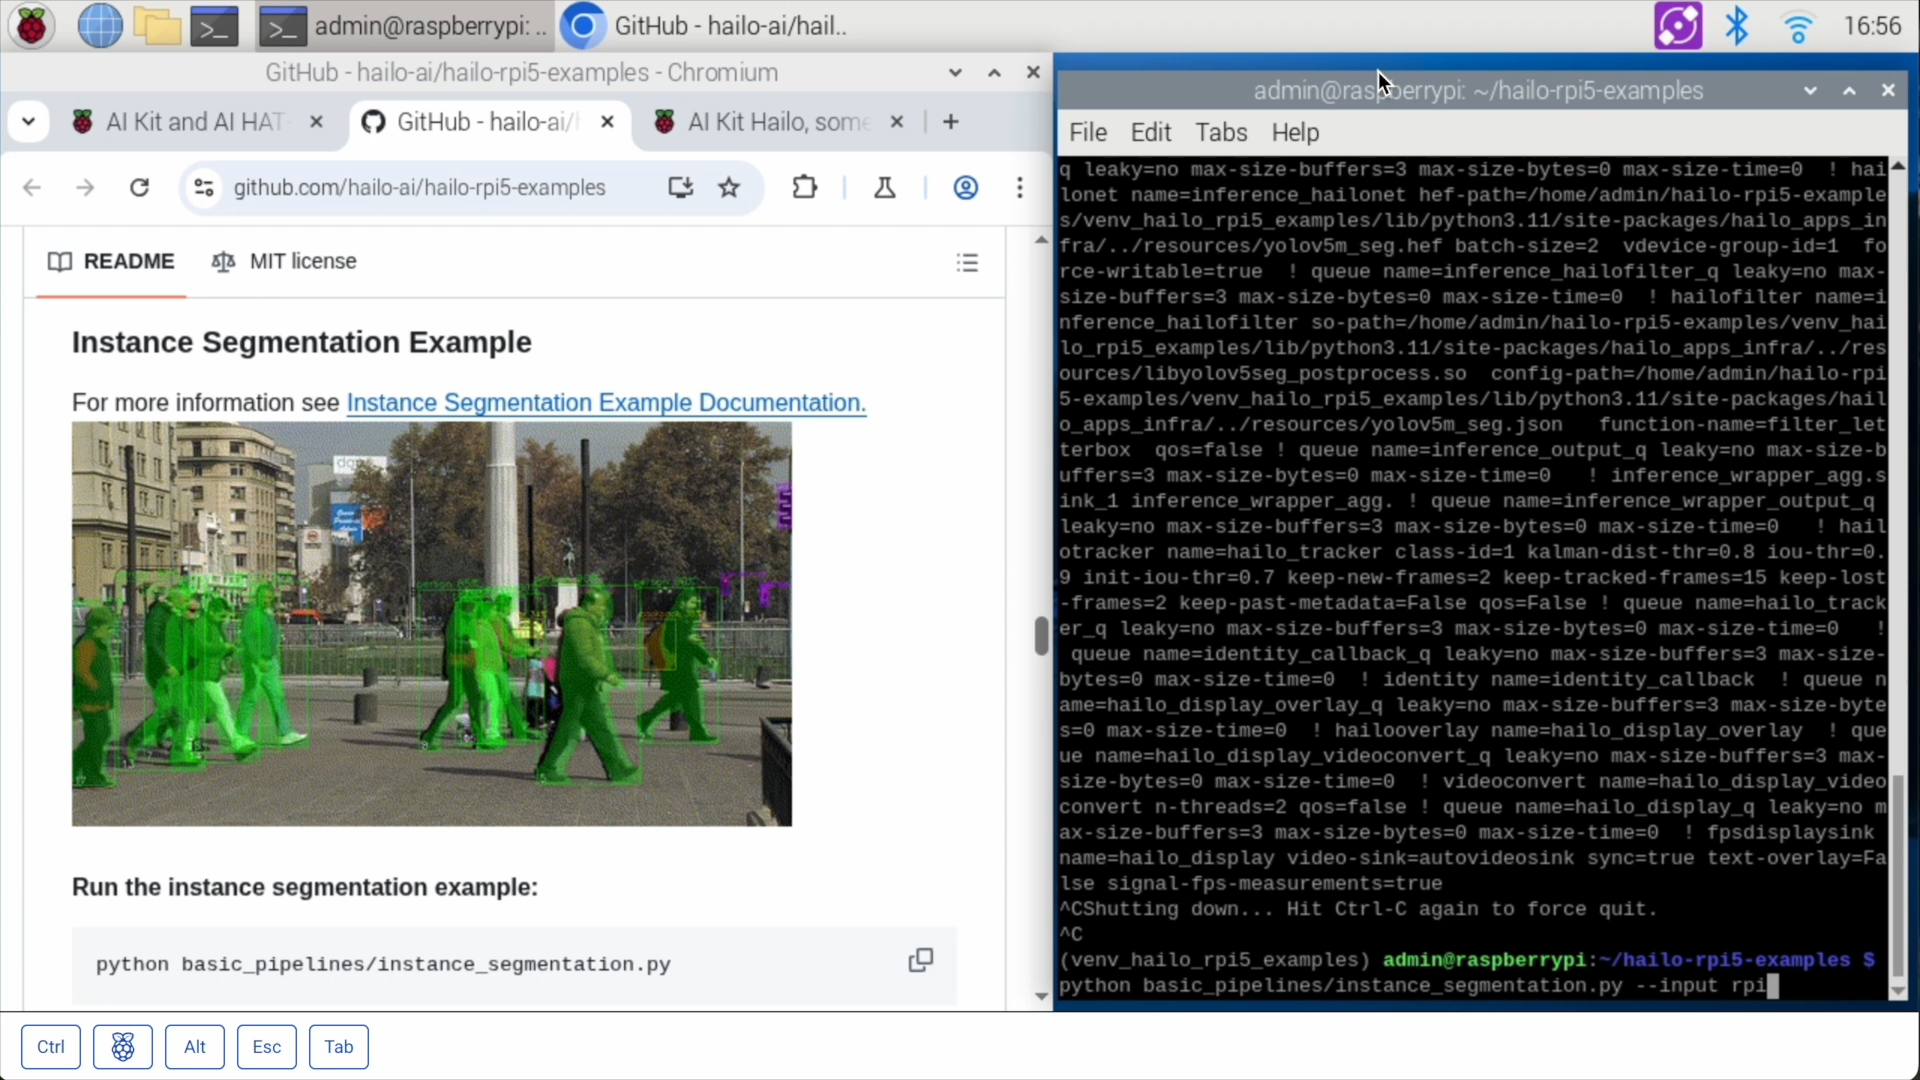 admin@raspberrypi: ..
GitHub - hailo-ai/hail..
16:56
GitHub - hailo-ai/hailo-rpi5-examples - Chromium
AI Kit and AI HAT-
GitHub - hailo-ai/
AI Kit Hailo, some
github.com/hailo-ai/hailo-rpi5-examples
README
MIT license
Instance Segmentation Example
For more information see Instance Segmentation Example Documentation.
Run the instance segmentation example:
python basic_pipelines/instance_segmentation.py
admin@raspberrypi: ~/hailo-rpi5-examples
File Edit Tabs Help
q leaky=no max-size-buffers=3 max-size-bytes=0 max-size-time=0  ! hai
lonet name=inference_hailonet hef-path=/home/admin/hailo-rpi5-example
s/venv_hailo_rpi5_examples/lib/python3.11/site-packages/hailo_apps_in
fra/../resources/yolov5m_seg.hef batch-size=2  vdevice-group-id=1  fo
rce-writable=true  ! queue name=inference_hailofilter_q leaky=no max-
size-buffers=3 max-size-bytes=0 max-size-time=0  ! hailofilter name=i
nference_hailofilter so-path=/home/admin/hailo-rpi5-examples/venv_hai
lo_rpi5_examples/lib/python3.11/site-packages/hailo_apps_infra/../res
ources/libyolov5seg_postprocess.so  config-path=/home/admin/hailo-rpi
5-examples/venv_hailo_rpi5_examples/lib/python3.11/site-packages/hail
o_apps_infra/../resources/yolov5m_seg.json   function-name=filter_let
terbox  qos=false ! queue name=inference_output_q leaky=no max-size-b
uffers=3 max-size-bytes=0 max-size-time=0   ! inference_wrapper_agg.s
ink_1 inference_wrapper_agg. ! queue name=inference_wrapper_output_q
leaky=no max-size-buffers=3 max-size-bytes=0 max-size-time=0   ! hail
otracker name=hailo_tracker class-id=1 kalman-dist-thr=0.8 iou-thr=0.
9 init-iou-thr=0.7 keep-new-frames=2 keep-tracked-frames=15 keep-lost
-frames=2 keep-past-metadata=False qos=False ! queue name=hailo_track
er_q leaky=no max-size-buffers=3 max-size-bytes=0 max-size-time=0   !
 queue name=identity_callback_q leaky=no max-size-buffers=3 max-size-
bytes=0 max-size-time=0  ! identity name=identity_callback  ! queue n
ame=hailo_display_overlay_q leaky=no max-size-buffers=3 max-size-byte
s=0 max-size-time=0  ! hailooverlay name=hailo_display_overlay  ! que
ue name=hailo_display_videoconvert_q leaky=no max-size-buffers=3 max-
size-bytes=0 max-size-time=0  ! videoconvert name=hailo_display_video
convert n-threads=2 qos=false ! queue name=hailo_display_q leaky=no m
ax-size-buffers=3 max-size-bytes=0 max-size-time=0  ! fpsdisplaysink
name=hailo_display video-sink=autovideosink sync=true text-overlay=Fa
lse signal-fps-measurements=true
^CShutting down... Hit Ctrl-C again to force quit.
^C
(venv_hailo_rpi5_examples) admin@raspberrypi:~/hailo-rpi5-examples $
python basic_pipelines/instance_segmentation.py --input rpi
Ctrl Alt Esc Tab